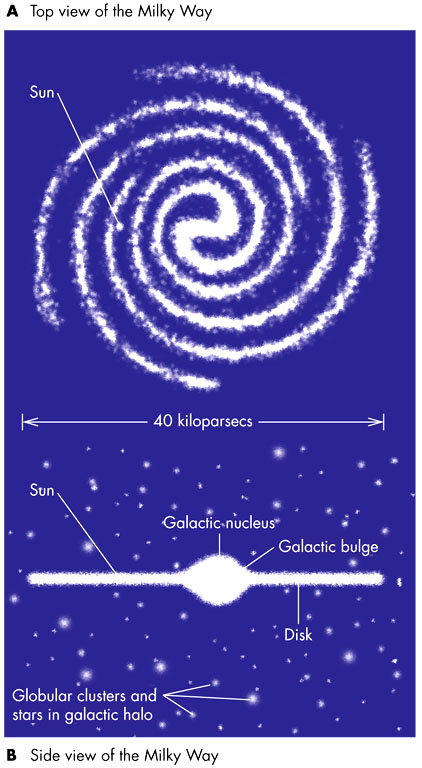 A Top view of the Milky Way
Sun
40 kiloparsecs
Sun
Galactic nucleus
Galactic bulge
Disk
Globular clusters and
stars in galactic halo
B Side view of the Milky Way